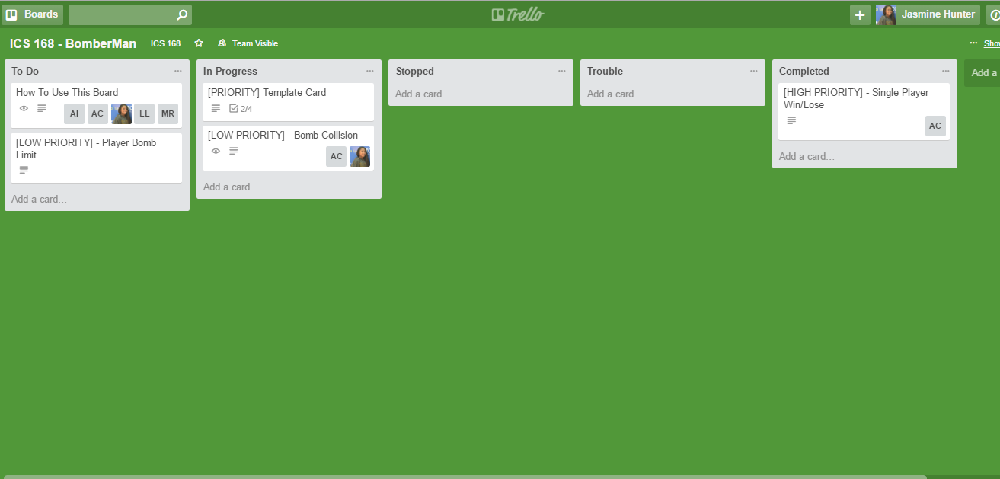 Boards
Trello
Jasmine Hunter
ICS 168 - BomberMan
ICS 168
Team Visible
To Do
How To Use This Board
AI
AC
LL
MR
[LOW PRIORITY] - Player Bomb
Limit
Add a card...
In Progress
[PRIORITY] Template Card
2/4
[LOW PRIORITY] - Bomb Collision
AC
Add a card...
Stopped
Add a card...
Trouble
Add a card...
Completed
[HIGH PRIORITY] - Single Player
Win/Lose
AC
Add a card...
Add a